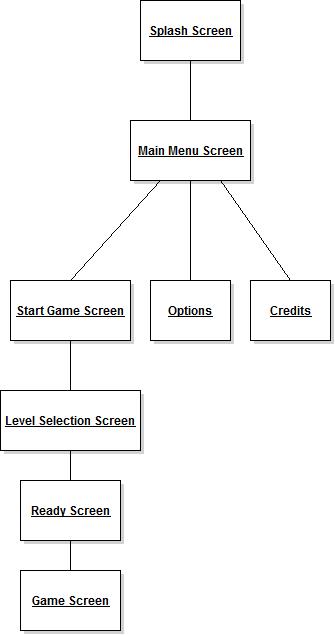 Splash Screen
Main Menu Screen
Start Game Screen
Options
Credits
Level Selection Screen
Ready Screen
Game Screen